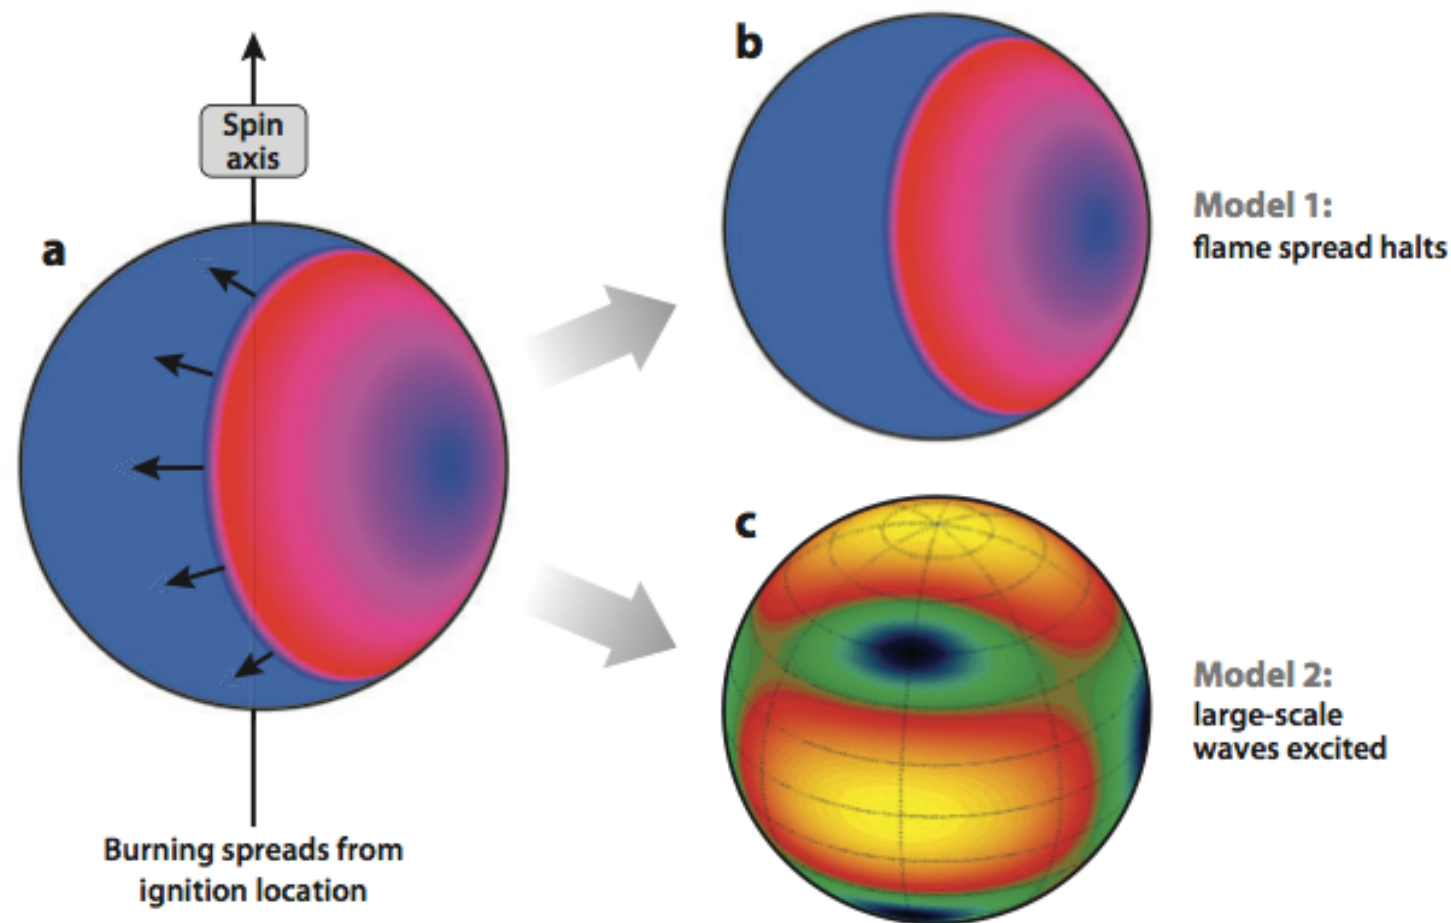 Spin
axis
a
Burning spreads from
ignition location
b
Model 1:
flame spread halts
c
Model 2:
large-scale
waves excited